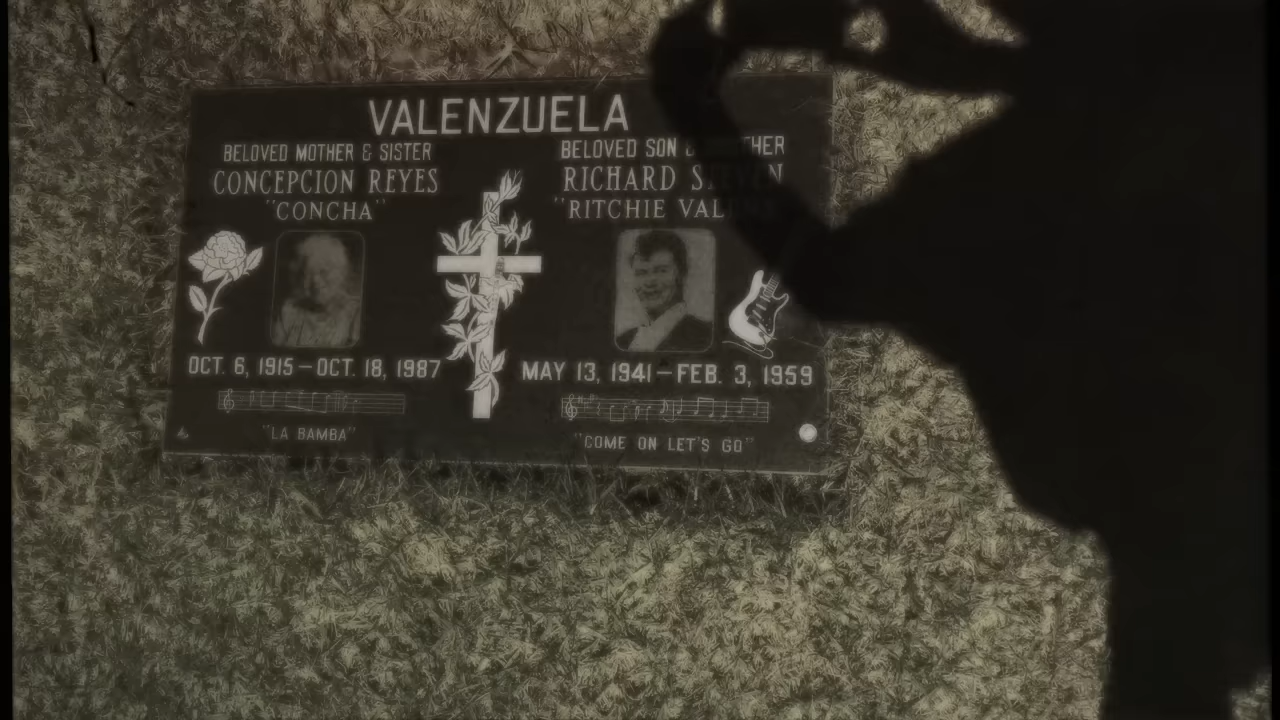 VALENZUELA
BELOVED MOTHER & SISTER
CONCEPCION REYES
"CONCHA"
OCT. 6, 1915 – OCT. 18, 1987
"LA BAMBA"
BELOVED SON &
RICHARD
"RITCHIE
MAY 13, 1941 – FEB. 3, 1959
"COME ON LET'S GO"